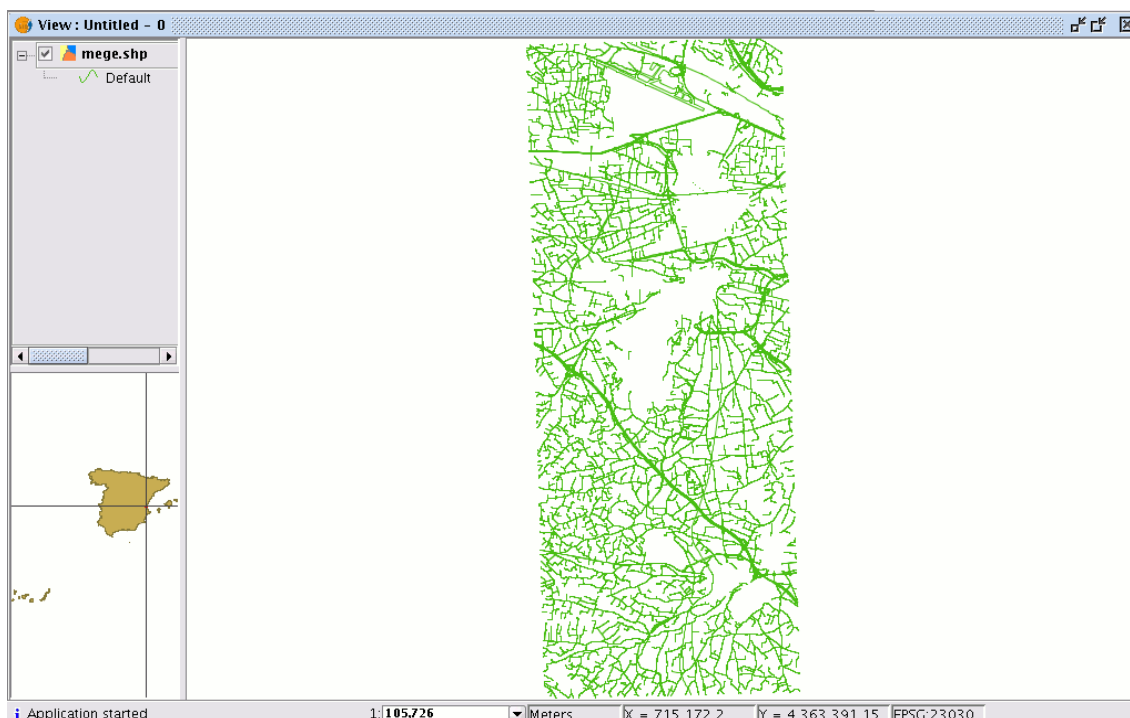 View : Untitled - 0
mege.shp
Default
Application started 1: 105.726 Meters X = 715.172,2 Y = 4.363.391,15 EPSG:23030